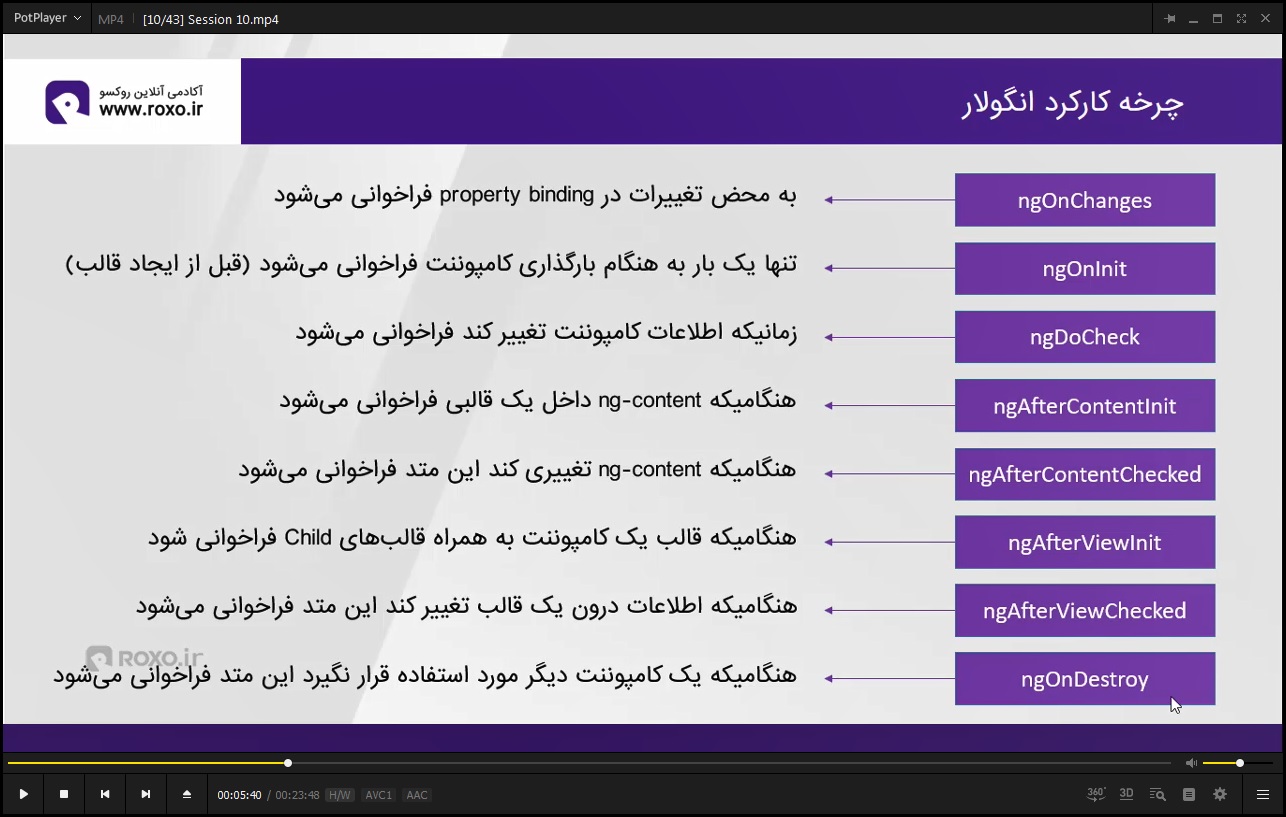 PotPlayer MP4 [10/43] Session 10.mp4
آکادمی آنلاین روکسو
www.roxo.ir
چرخه کارکرد انگولار
ngOnChanges
به محض تغییرات در property binding فراخوانی می‌شود
ngOnInit
تنها یک بار به هنگام بارگذاری کامپوننت فراخوانی می‌شود (قبل از ایجاد قالب)
ngDoCheck
زمانیکه اطلاعات کامپوننت تغییر کند فراخوانی می‌شود
ngAfterContentInit
هنگامیکه ng-content داخل یک قالبی فراخوانی می‌شود
ngAfterContentChecked
هنگامیکه ng-content تغییری کند این متد فراخوانی می‌شود
ngAfterViewInit
هنگامیکه قالب یک کامپوننت به همراه قالب‌های Child فراخوانی شود
ngAfterViewChecked
هنگامیکه اطلاعات درون یک قالب تغییر کند این متد فراخوانی می‌شود
ROXO.ir
ngOnDestroy
هنگامیکه یک کامپوننت دیگر مورد استفاده قرار نگیرد این متد فراخوانی می‌شود
00:05:40 / 00:23:48 H/W AVC1 AAC 360° 3D